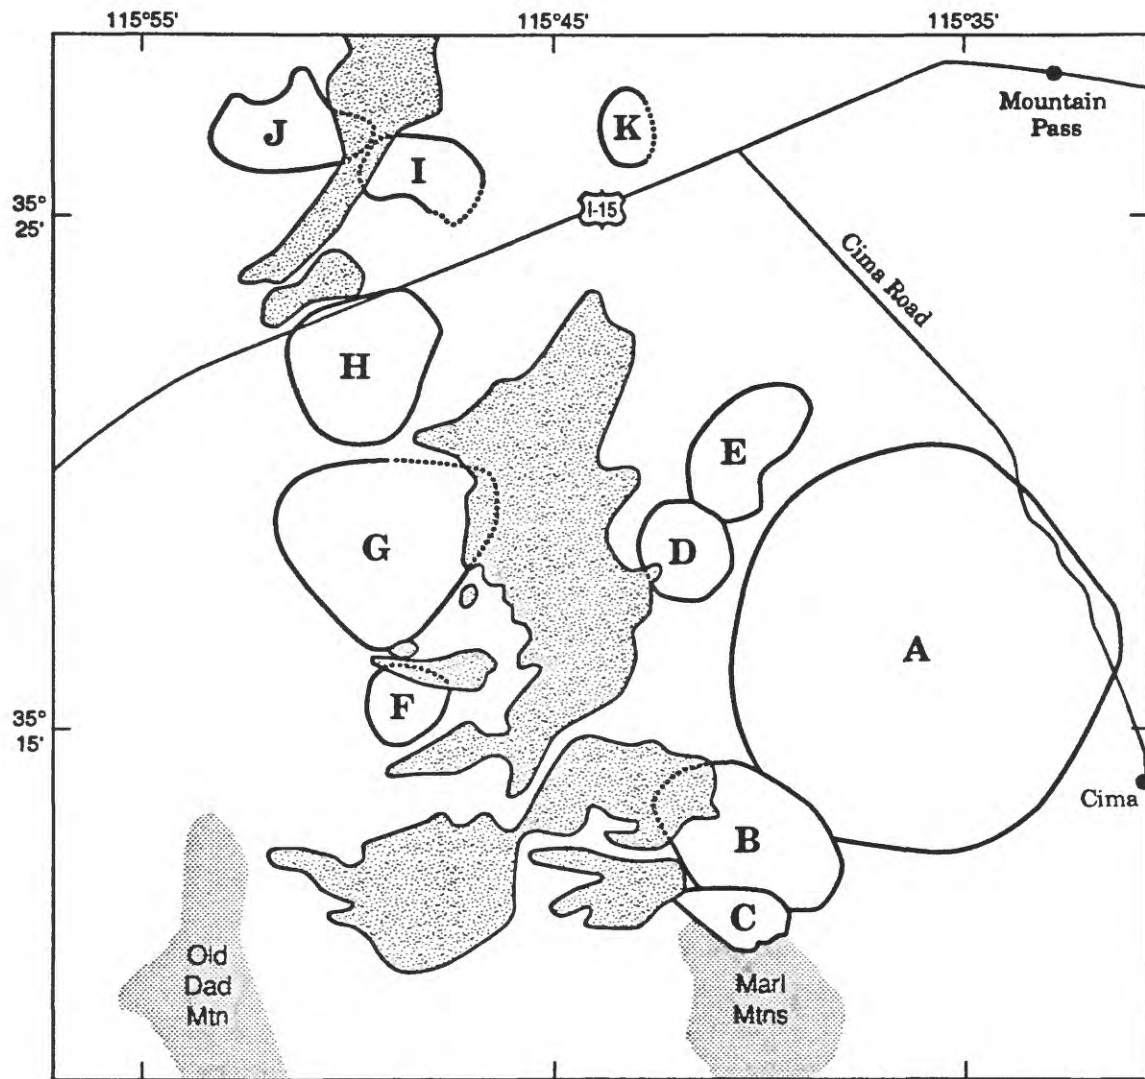 115°55'
115°45'
115°35'
Mountain
Pass
J
K
I
35°
25'
I-15
Cima Road
H
E
G
D
A
F
35°
15'
Cima
B
C
Old
Dad
Mtn
Marl
Mtns